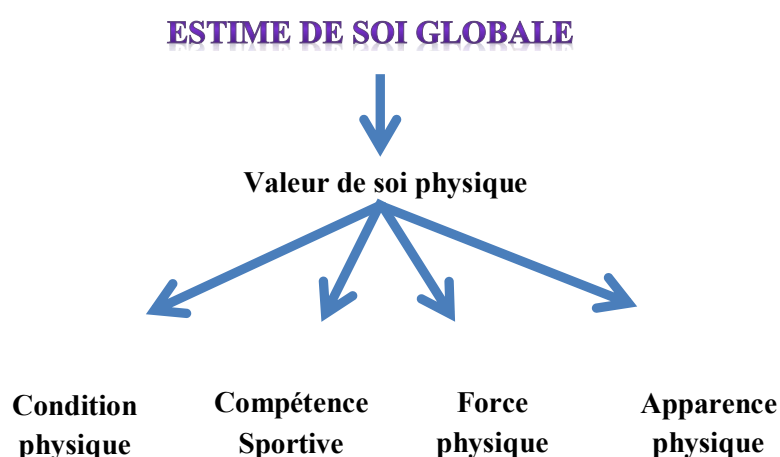 ESTIME DE SOI GLOBALE
Valeur de soi physique
Condition
physique
Compétence
Sportive
Force
physique
Apparence
physique